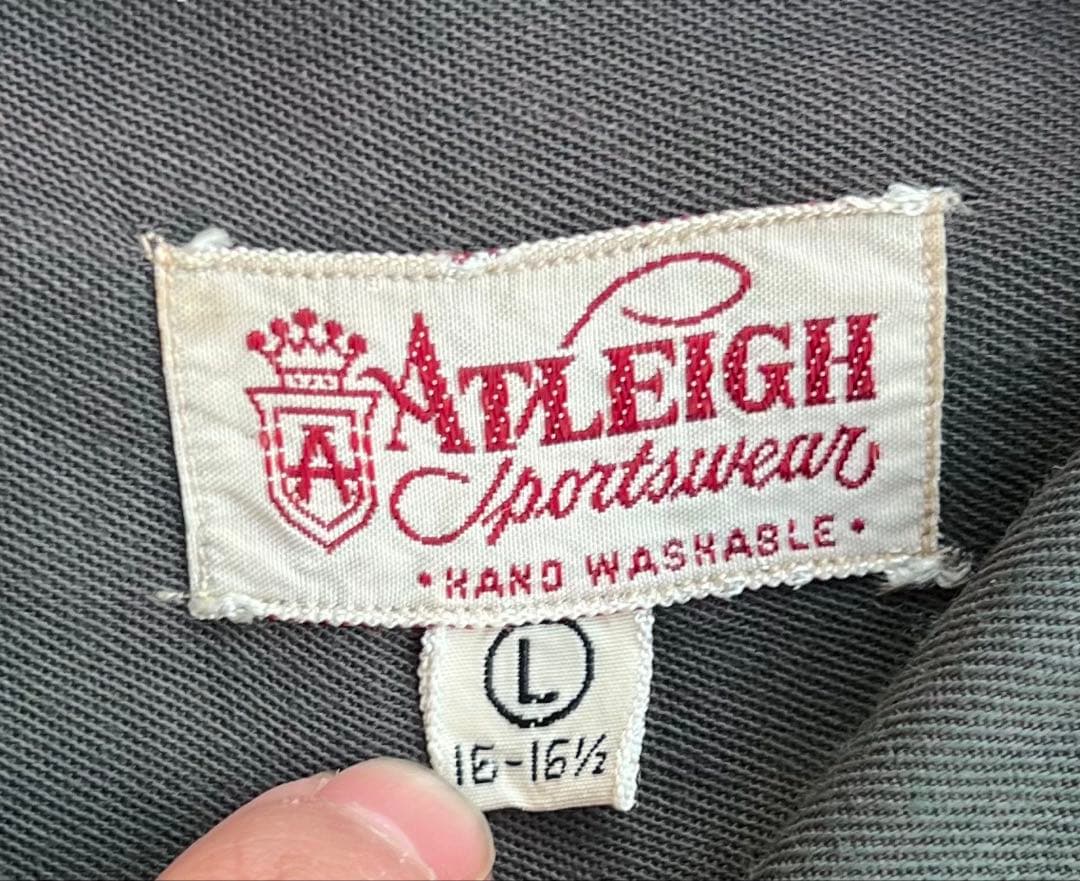 A
ATLEIGH
Sportswear
• HAND WASHABLE •
L
16-16½